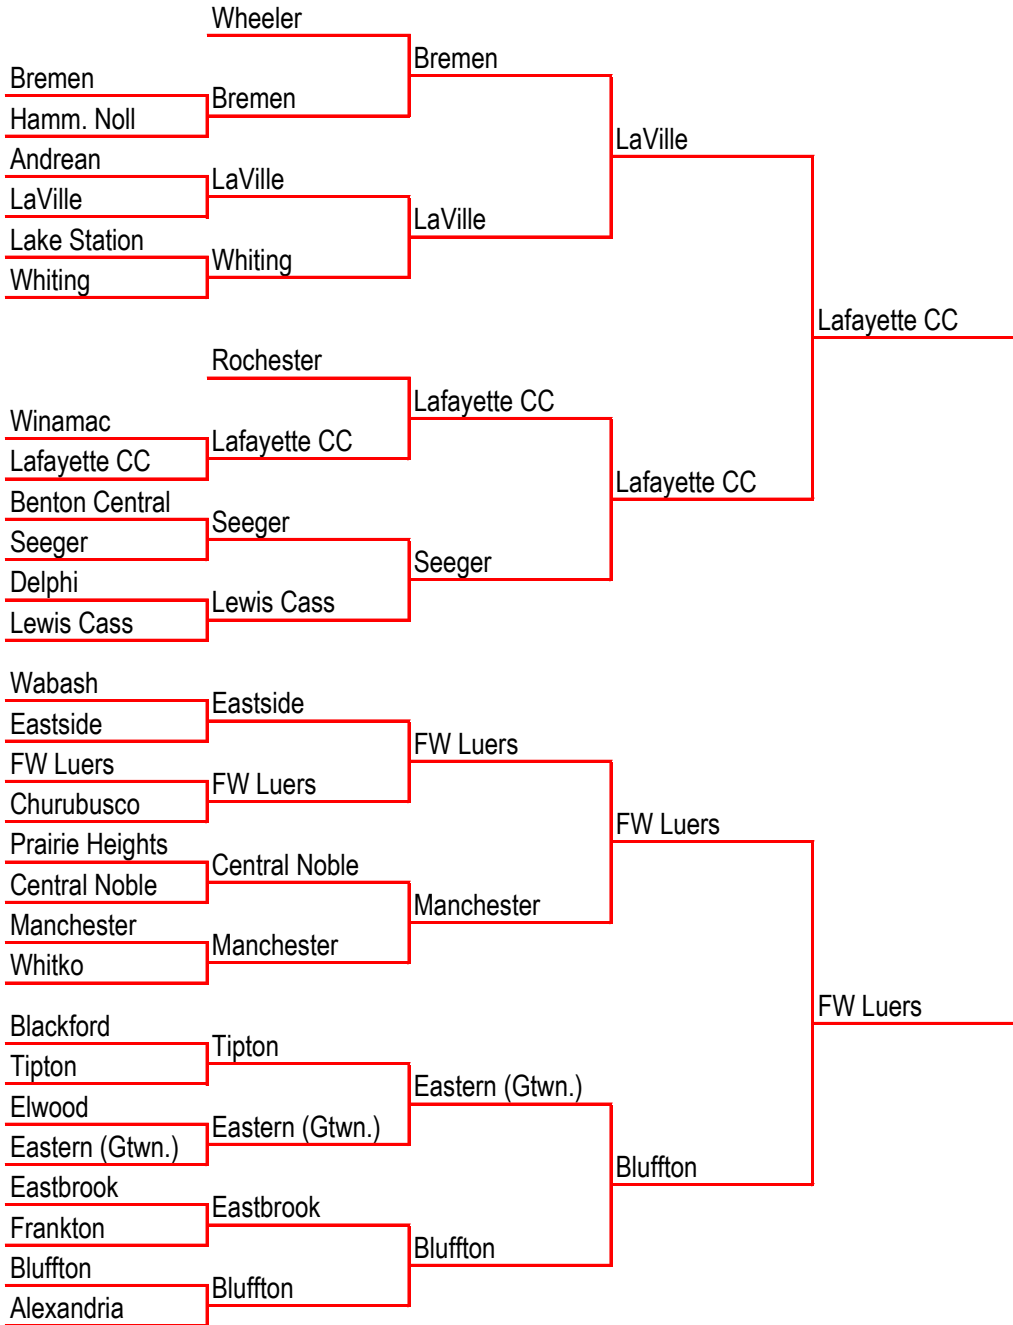 Wheeler
Bremen
Bremen
Bremen
Hamm. Noll
LaVille
Andrean
LaVille
LaVille
LaVille
Lake Station
Whiting
Whiting
Lafayette CC
Rochester
Lafayette CC
Winamac
Lafayette CC
Lafayette CC
Lafayette CC
Benton Central
Seeger
Seeger
Seeger
Delphi
Lewis Cass
Lewis Cass
Wabash
Eastside
Eastside
FW Luers
FW Luers
FW Luers
Churubusco
FW Luers
Prairie Heights
Central Noble
Central Noble
Manchester
Manchester
Manchester
Whitko
FW Luers
Blackford
Tipton
Tipton
Eastern (Gtwn.)
Elwood
Eastern (Gtwn.)
Eastern (Gtwn.)
Bluffton
Eastbrook
Eastbrook
Frankton
Bluffton
Bluffton
Bluffton
Alexandria